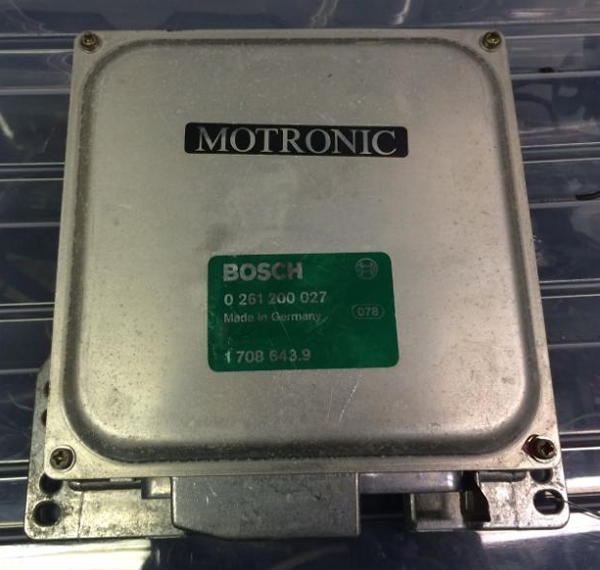 MOTRONIC
BOSCH
0 261 200 027
Made in Germany
078
1 708 643.9